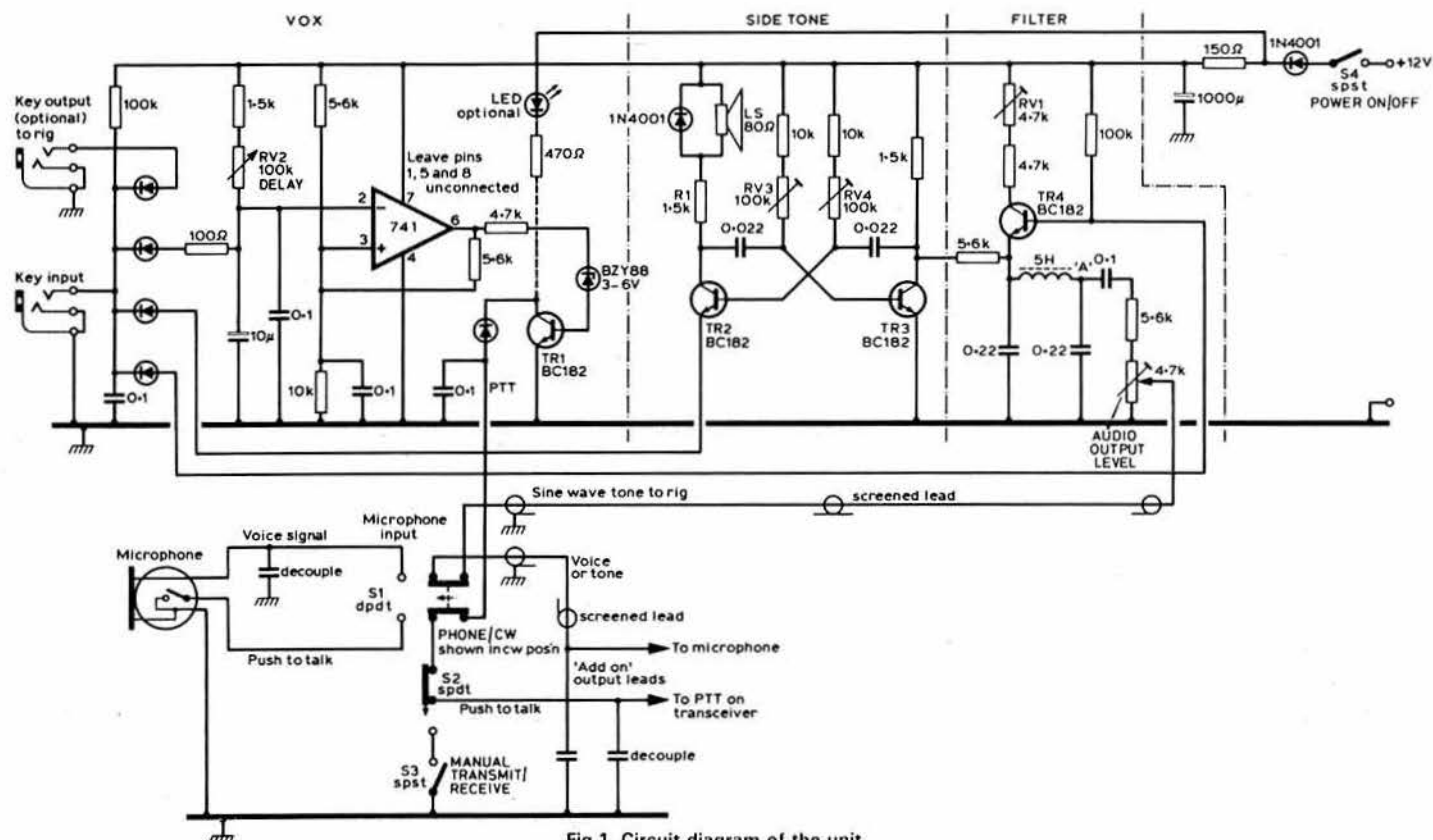 VOX
SIDE TONE
FILTER
Key output
(optional)
to rig
100k
1·5k
RV2
100k
DELAY
5·6k
Leave pins
1, 5 and 8
unconnected
LED
optional
470Ω
1N4001
LS
80Ω
10k
10k
1·5k
RV1
4·7k
4·7k
100k
150Ω
1N4001
+12V
S4
spst
POWER ON/OFF
1000μ
100Ω
2
3
741
7
4
6
4·7k
5·6k
BZY88
3–6V
R1
1·5k
RV3
100k
RV4
100k
0·022
0·022
TR4
BC182
5·6k
5H
'A'
0·1
5·6k
Key input
0·1
10μ
0·1
10k
0·1
0·1
PTT
TR1
BC182
TR2
BC182
TR3
BC182
0·22
0·22
4·7k
AUDIO
OUTPUT
LEVEL
Sine wave tone to rig
screened lead
Microphone
Voice signal
decouple
Microphone
input
S1
dpdt
Voice
or tone
screened lead
PHONE/CW
shown in cw pos'n
To microphone
Push to talk
'Add on'
output leads
S2
spdt
Push to talk
To PTT on
transceiver
decouple
S3
spst
MANUAL
TRANSMIT/
RECEIVE
Fig 1. Circuit diagram of the unit